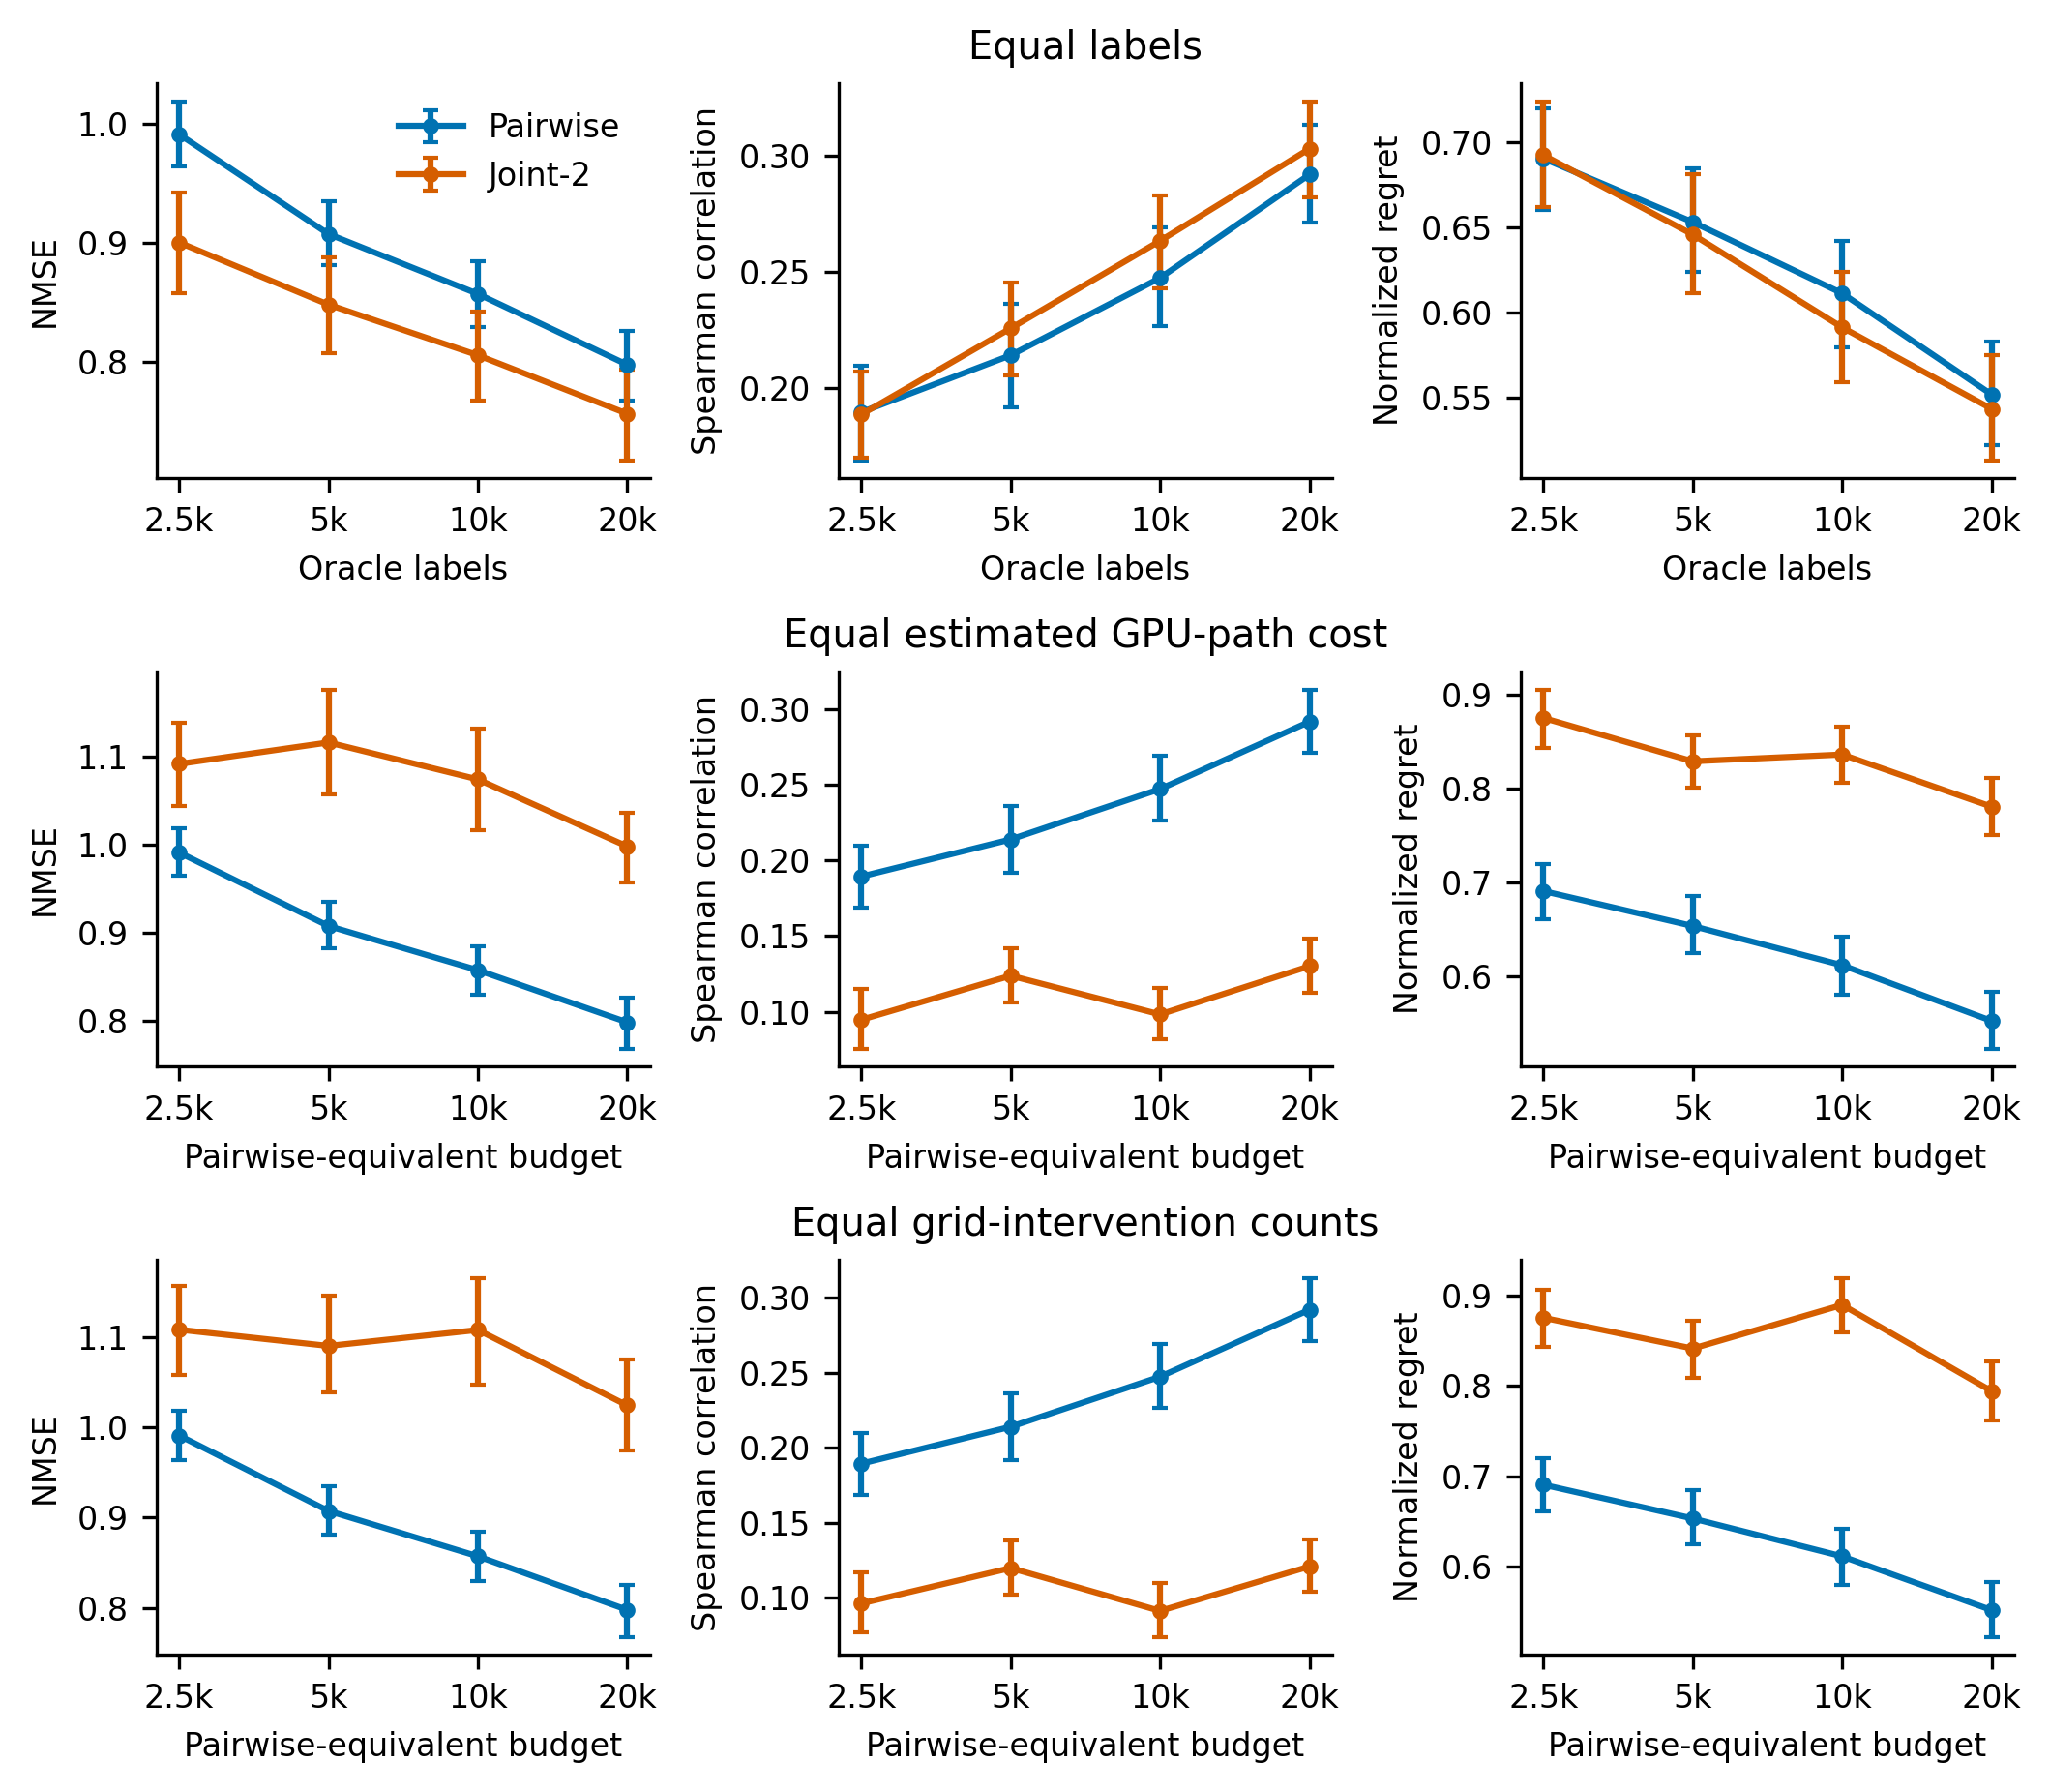 Equal labels
NMSE
1.0
0.9
0.8
Pairwise
Joint-2
2.5k 5k 10k 20k
Oracle labels
Spearman correlation
0.30
0.25
0.20
2.5k 5k 10k 20k
Oracle labels
Normalized regret
0.70
0.65
0.60
0.55
2.5k 5k 10k 20k
Oracle labels
Equal estimated GPU-path cost
NMSE
1.1
1.0
0.9
0.8
2.5k 5k 10k 20k
Pairwise-equivalent budget
Spearman correlation
0.30
0.25
0.20
0.15
0.10
2.5k 5k 10k 20k
Pairwise-equivalent budget
Normalized regret
0.9
0.8
0.7
0.6
2.5k 5k 10k 20k
Pairwise-equivalent budget
Equal grid-intervention counts
NMSE
1.1
1.0
0.9
0.8
2.5k 5k 10k 20k
Pairwise-equivalent budget
Spearman correlation
0.30
0.25
0.20
0.15
0.10
2.5k 5k 10k 20k
Pairwise-equivalent budget
Normalized regret
0.9
0.8
0.7
0.6
2.5k 5k 10k 20k
Pairwise-equivalent budget